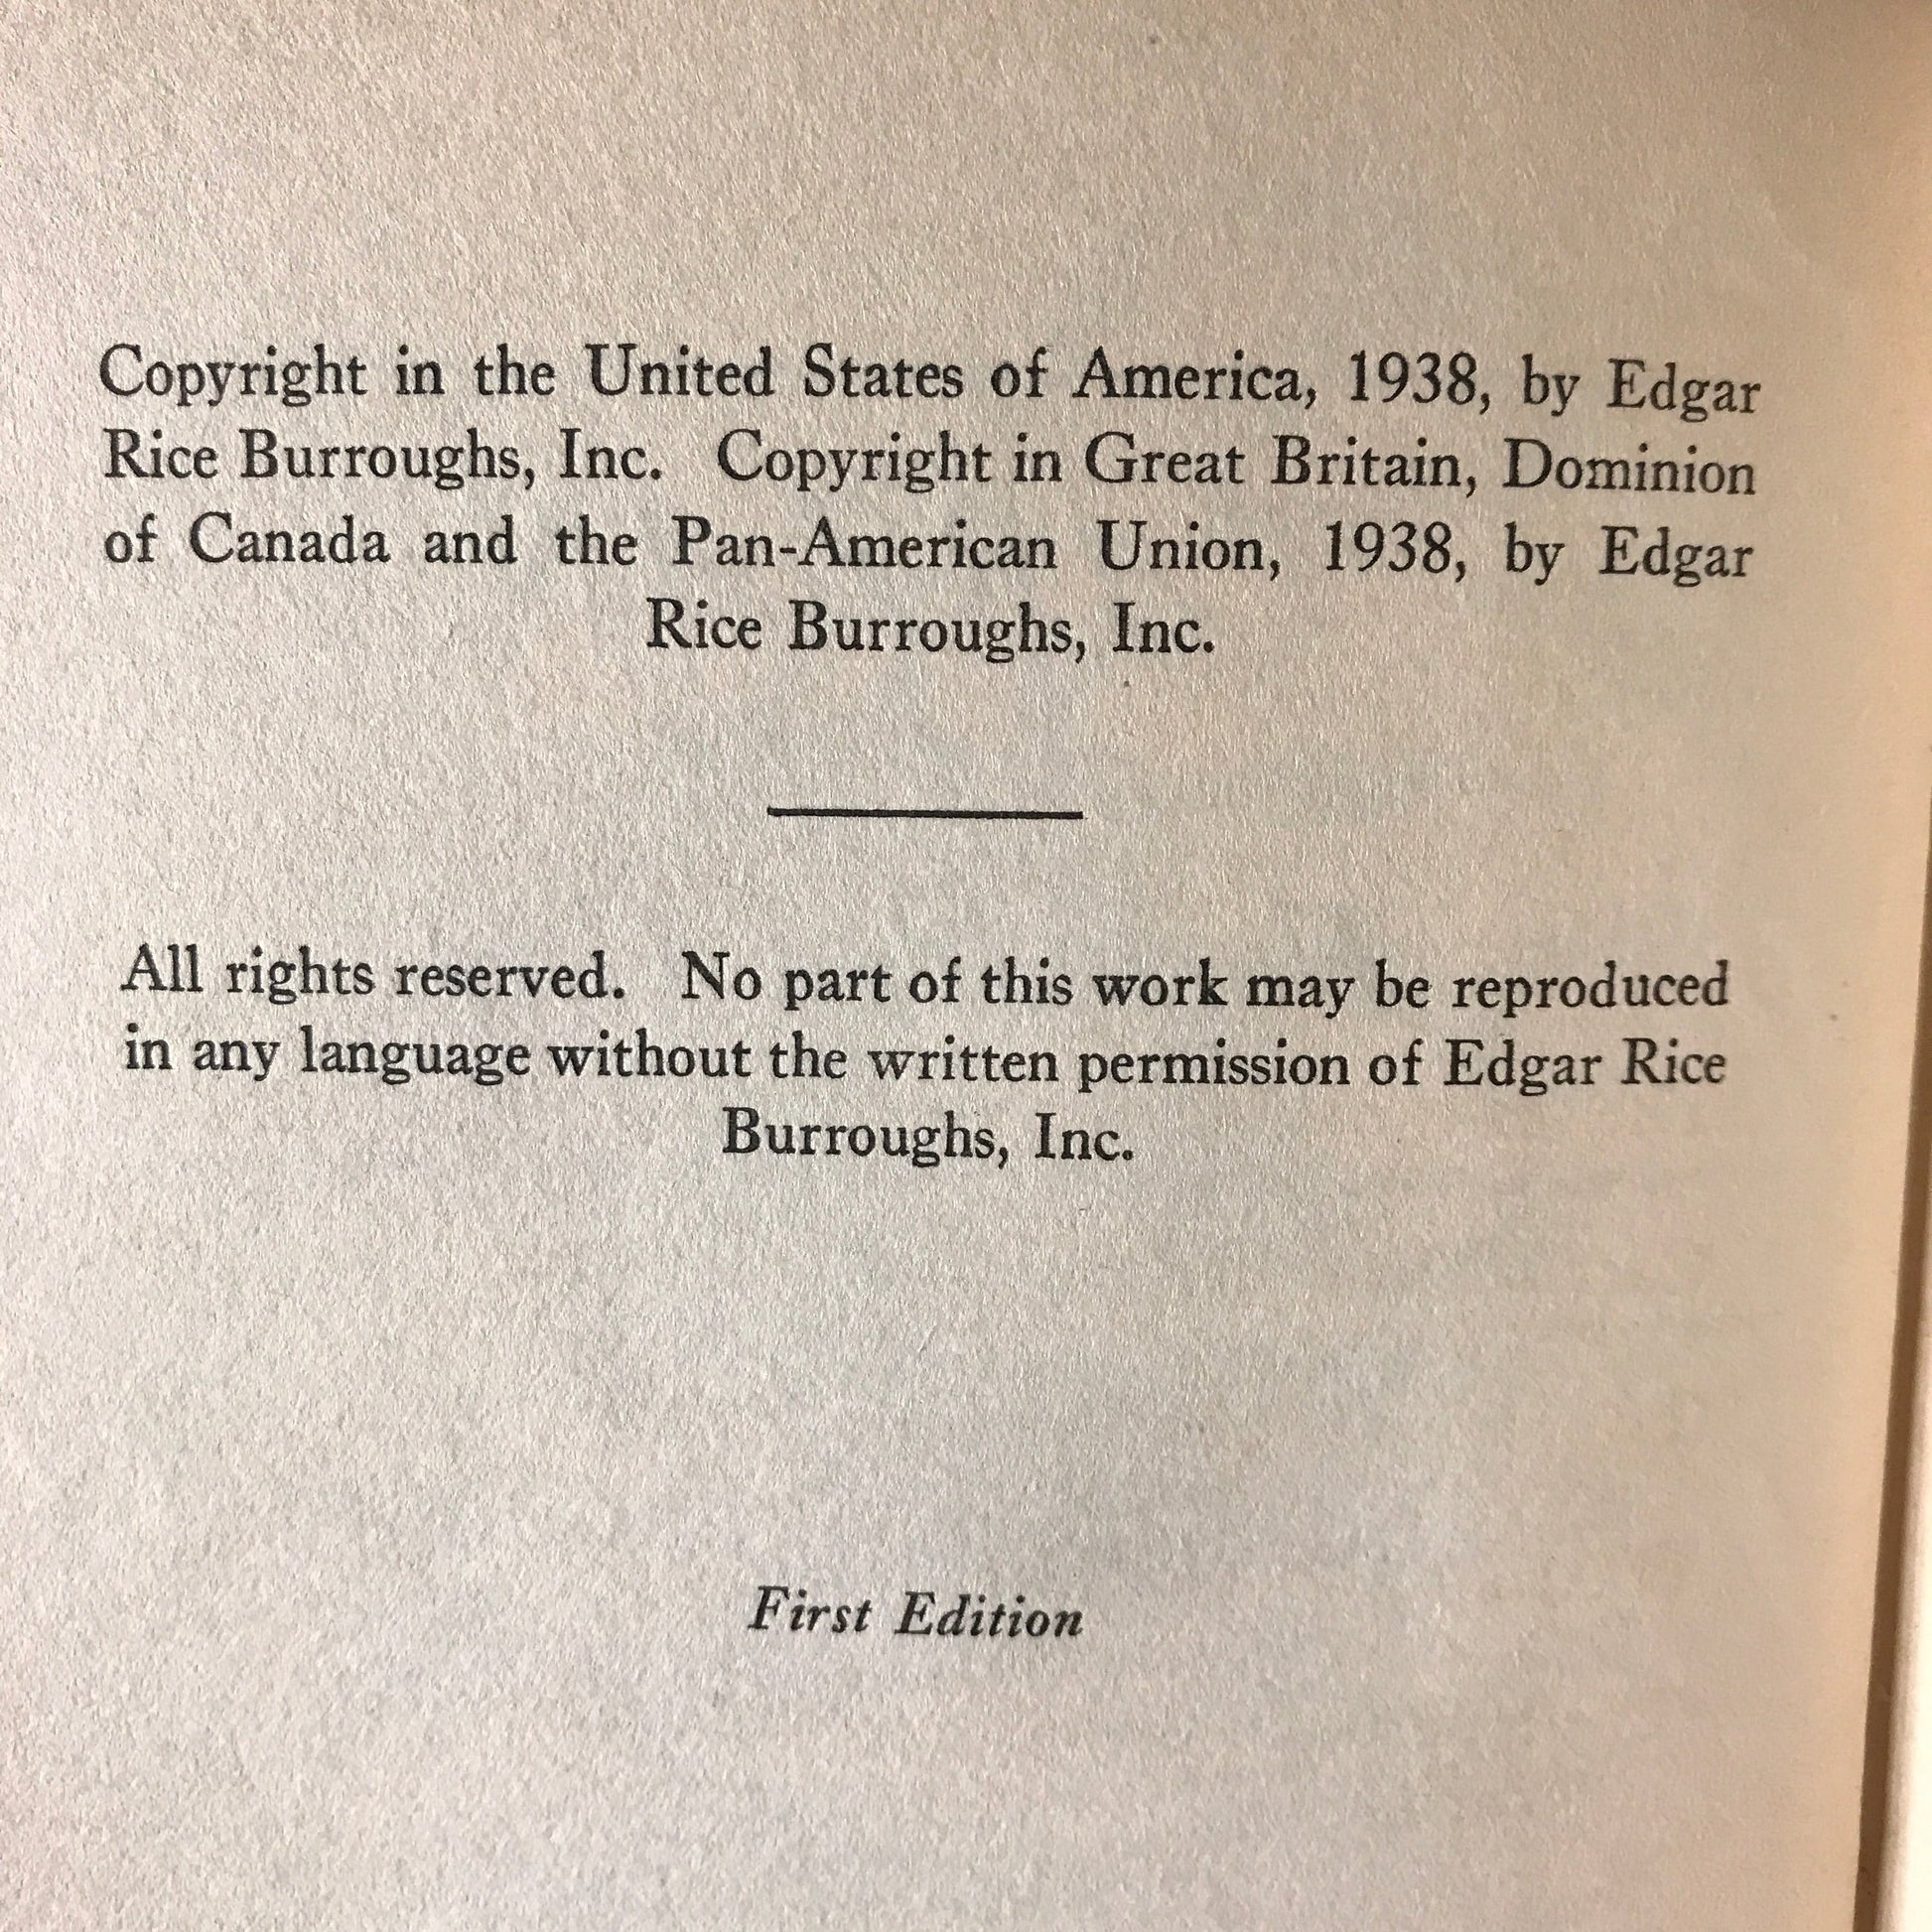 Copyright in the United States of America, 1938, by Edgar
Rice Burroughs, Inc. Copyright in Great Britain, Dominion
of Canada and the Pan-American Union, 1938, by Edgar
Rice Burroughs, Inc.
All rights reserved. No part of this work may be reproduced
in any language without the written permission of Edgar Rice
Burroughs, Inc.
First Edition